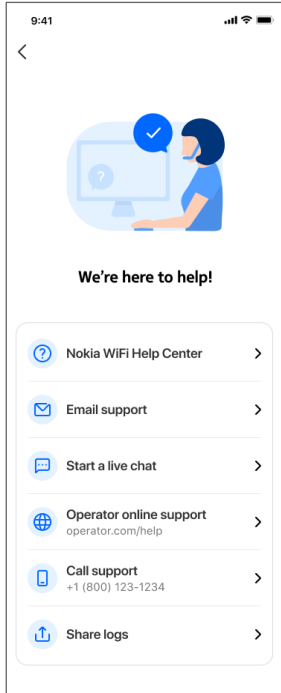 9:41
?
We're here to help!
Nokia WiFi Help Center
Email support
Start a live chat
Operator online support
operator.com/help
Call support
+1 (800) 123-1234
Share logs